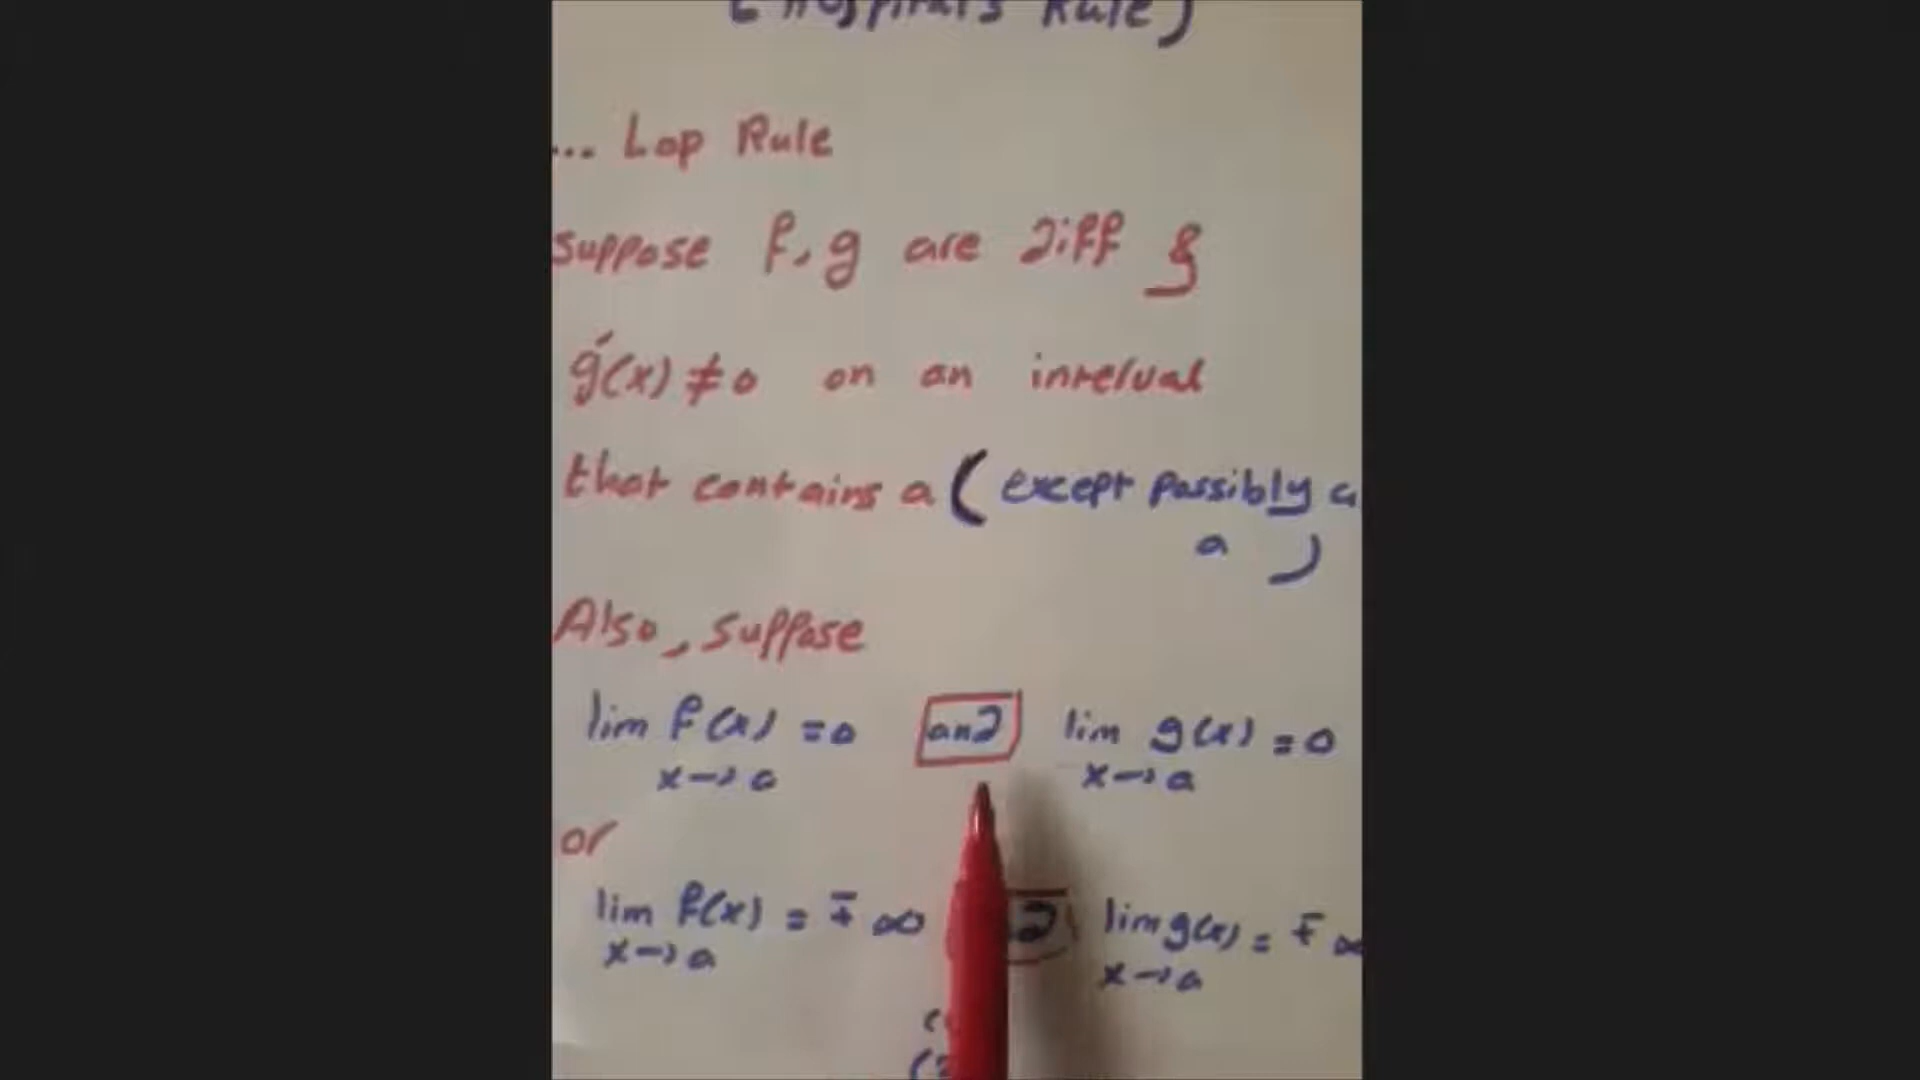 Rule)
... Lop Rule
suppose f, g are diff &
g'(x) ≠ 0 on an interval
that contains a (except possibly
a)
Also, suppose
lim f(x) = 0 and lim g(x) = 0
x→a x→a
or
lim f(x) = ∓ ∞ lim g(x) = ∓ ∞
x→a x→a